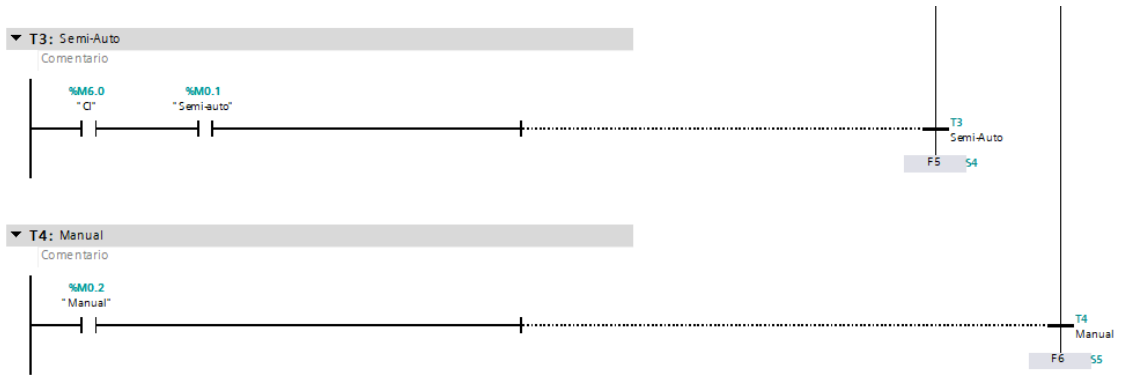 T3: Semi-Auto
Comentario
%M6.0 %M0.1
"CI" "Semi-auto"
T3
Semi-Auto
F5 S4
T4: Manual
Comentario
%M0.2
"Manual"
T4
Manual
F6 S5